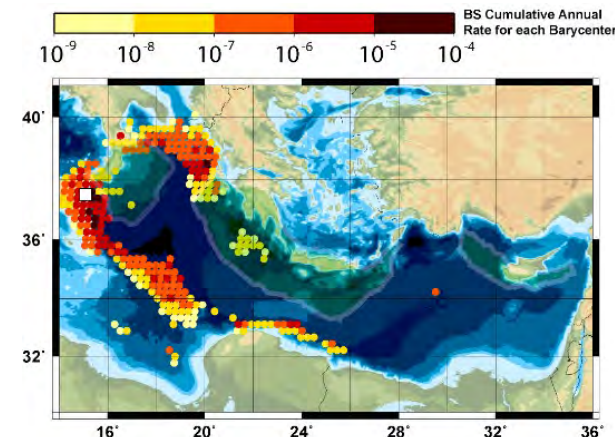 BS Cumulative Annual
Rate for each Barycenter
10-9 10-8 10-7 10-6 10-5 10-4
40°
36°
32°
16° 20° 24° 28° 32° 36°